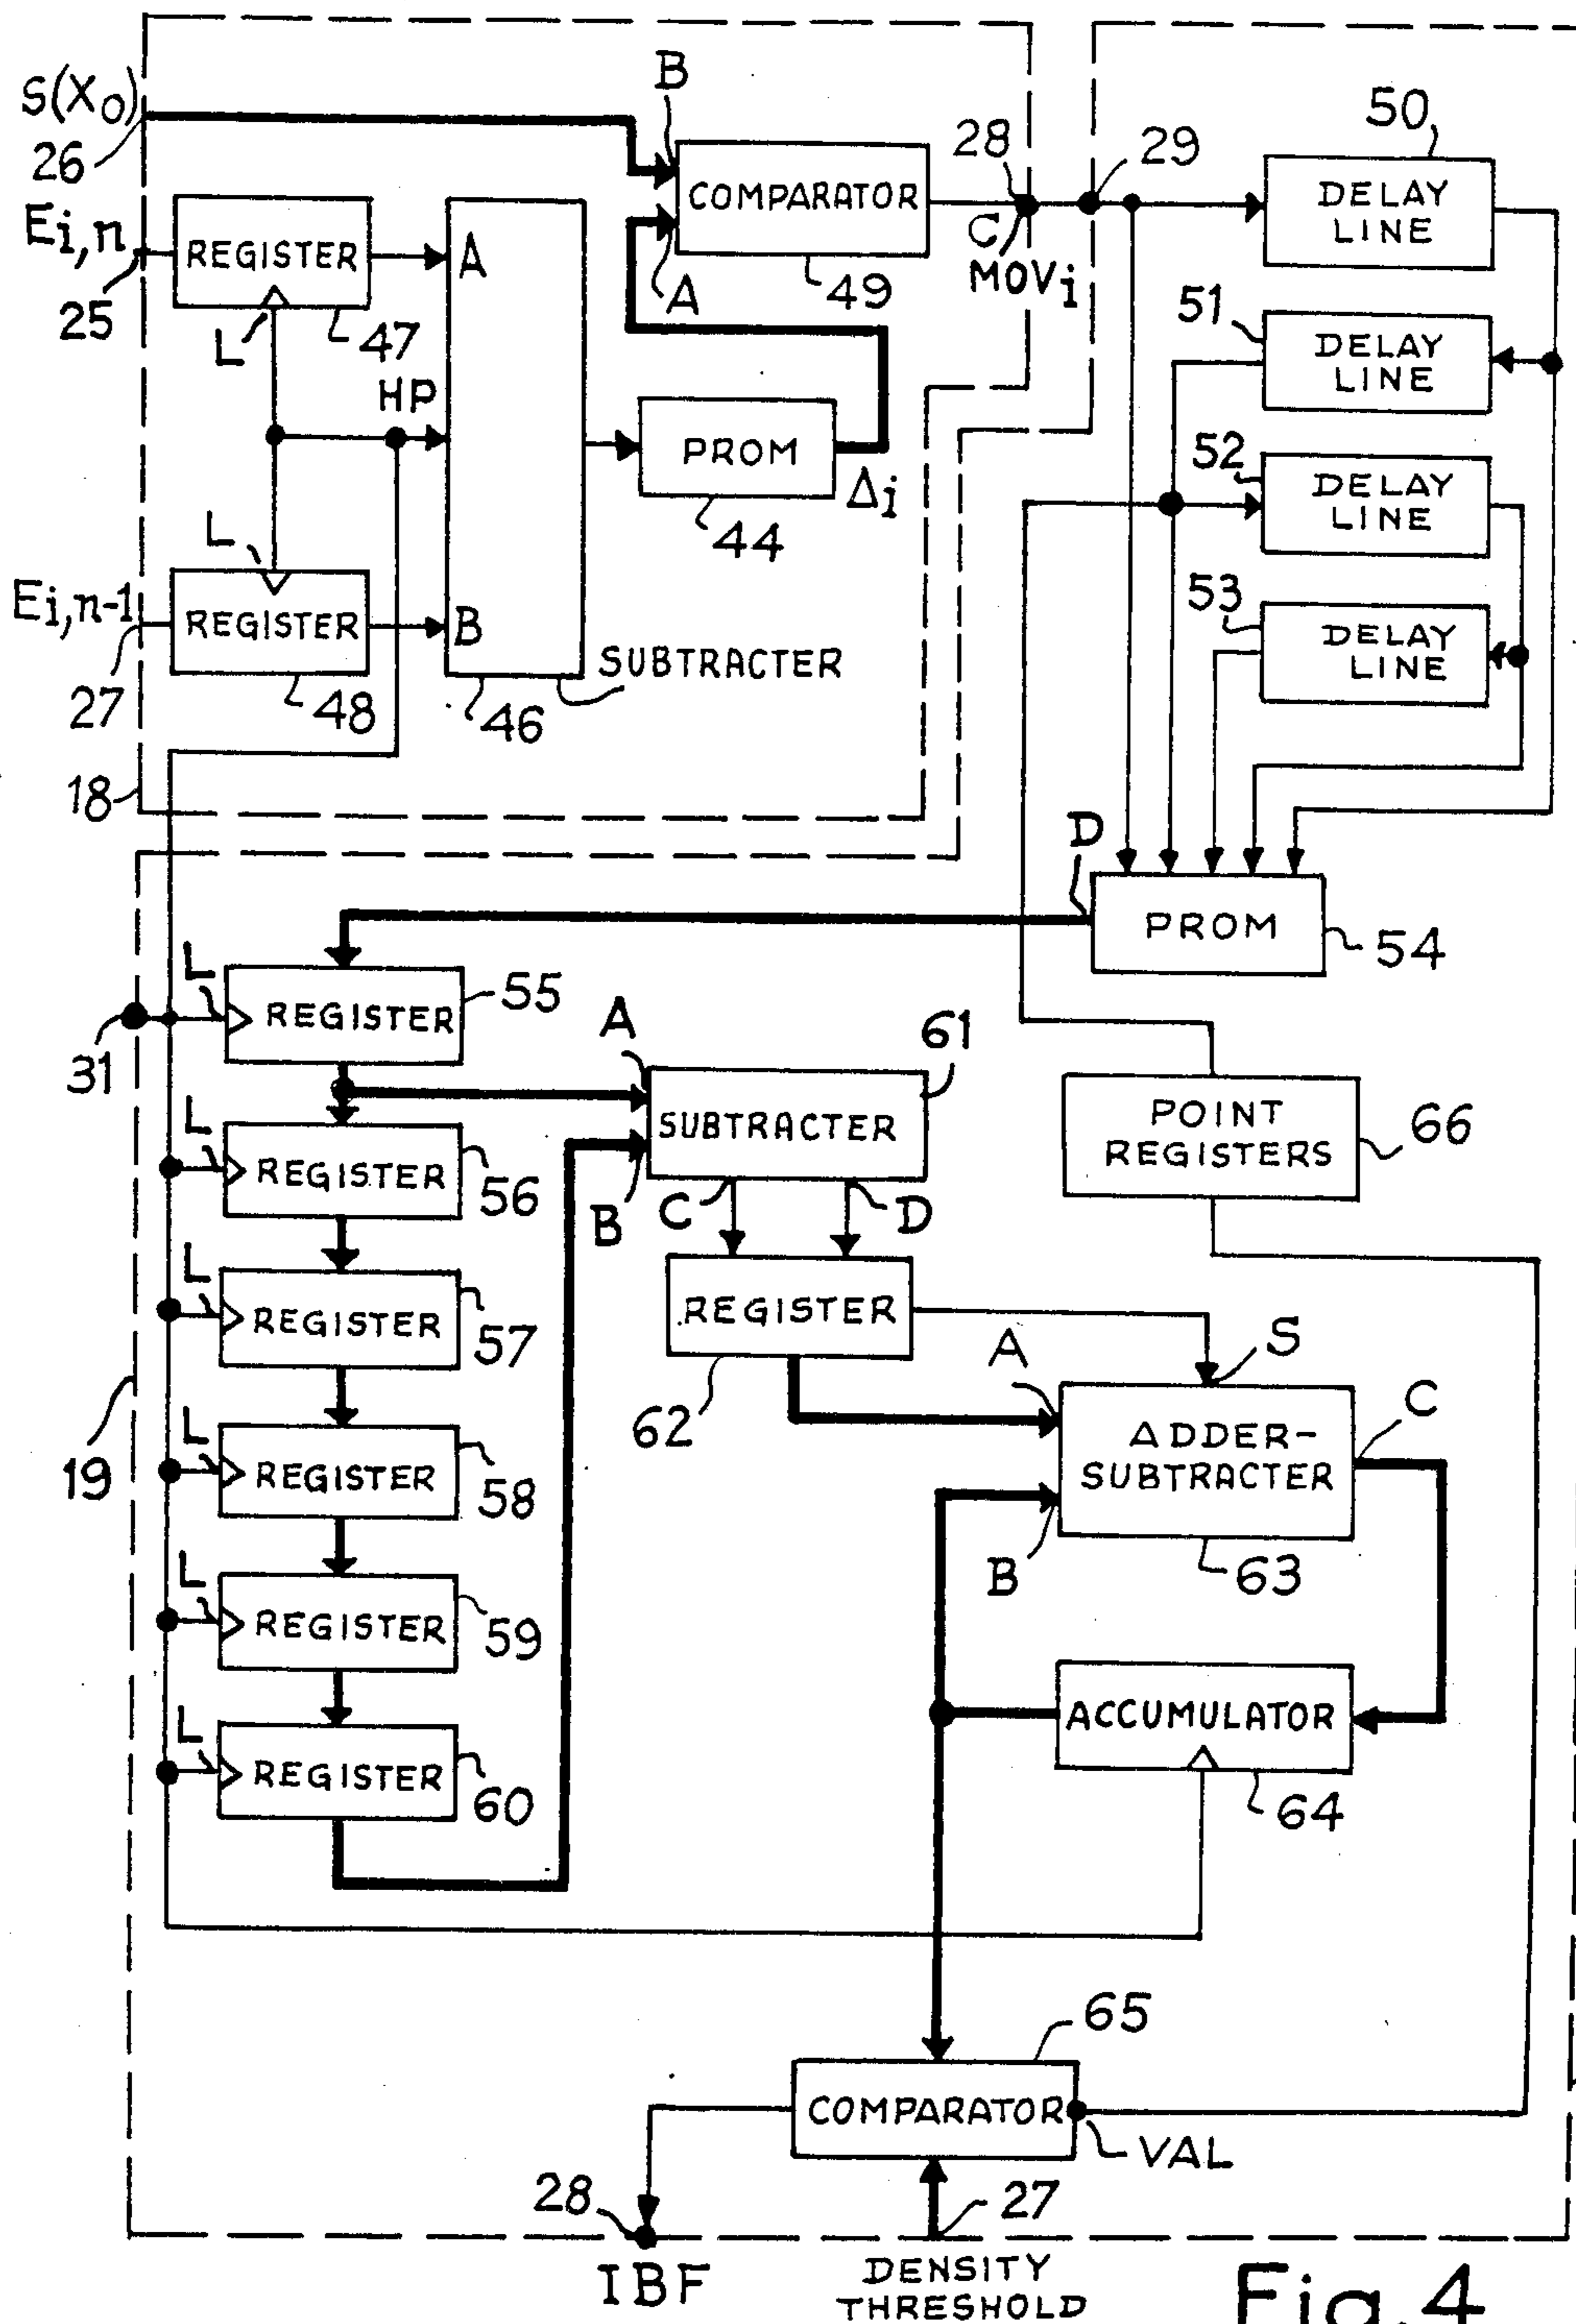 S(X₀)
26
B
COMPARATOR
A
49
28
C
MOVi
29
50
DELAY
LINE
Ei,n
25
REGISTER
L
47
A
HP
51
DELAY
LINE
PROM
Δi
44
52
DELAY
LINE
L
Ei,n-1
27
REGISTER
48
B
SUBTRACTER
46
53
DELAY
LINE
18
D
PROM
54
L
REGISTER
55
31
A
61
SUBTRACTER
B
C
D
POINT
REGISTERS
66
L
REGISTER
56
L
REGISTER
57
REGISTER
62
A
S
ADDER-
SUBTRACTER
C
B
63
19
L
REGISTER
58
L
REGISTER
59
L
REGISTER
60
ACCUMULATOR
64
65
COMPARATOR
VAL
28
IBF
27
DENSITY
THRESHOLD
Fig.4